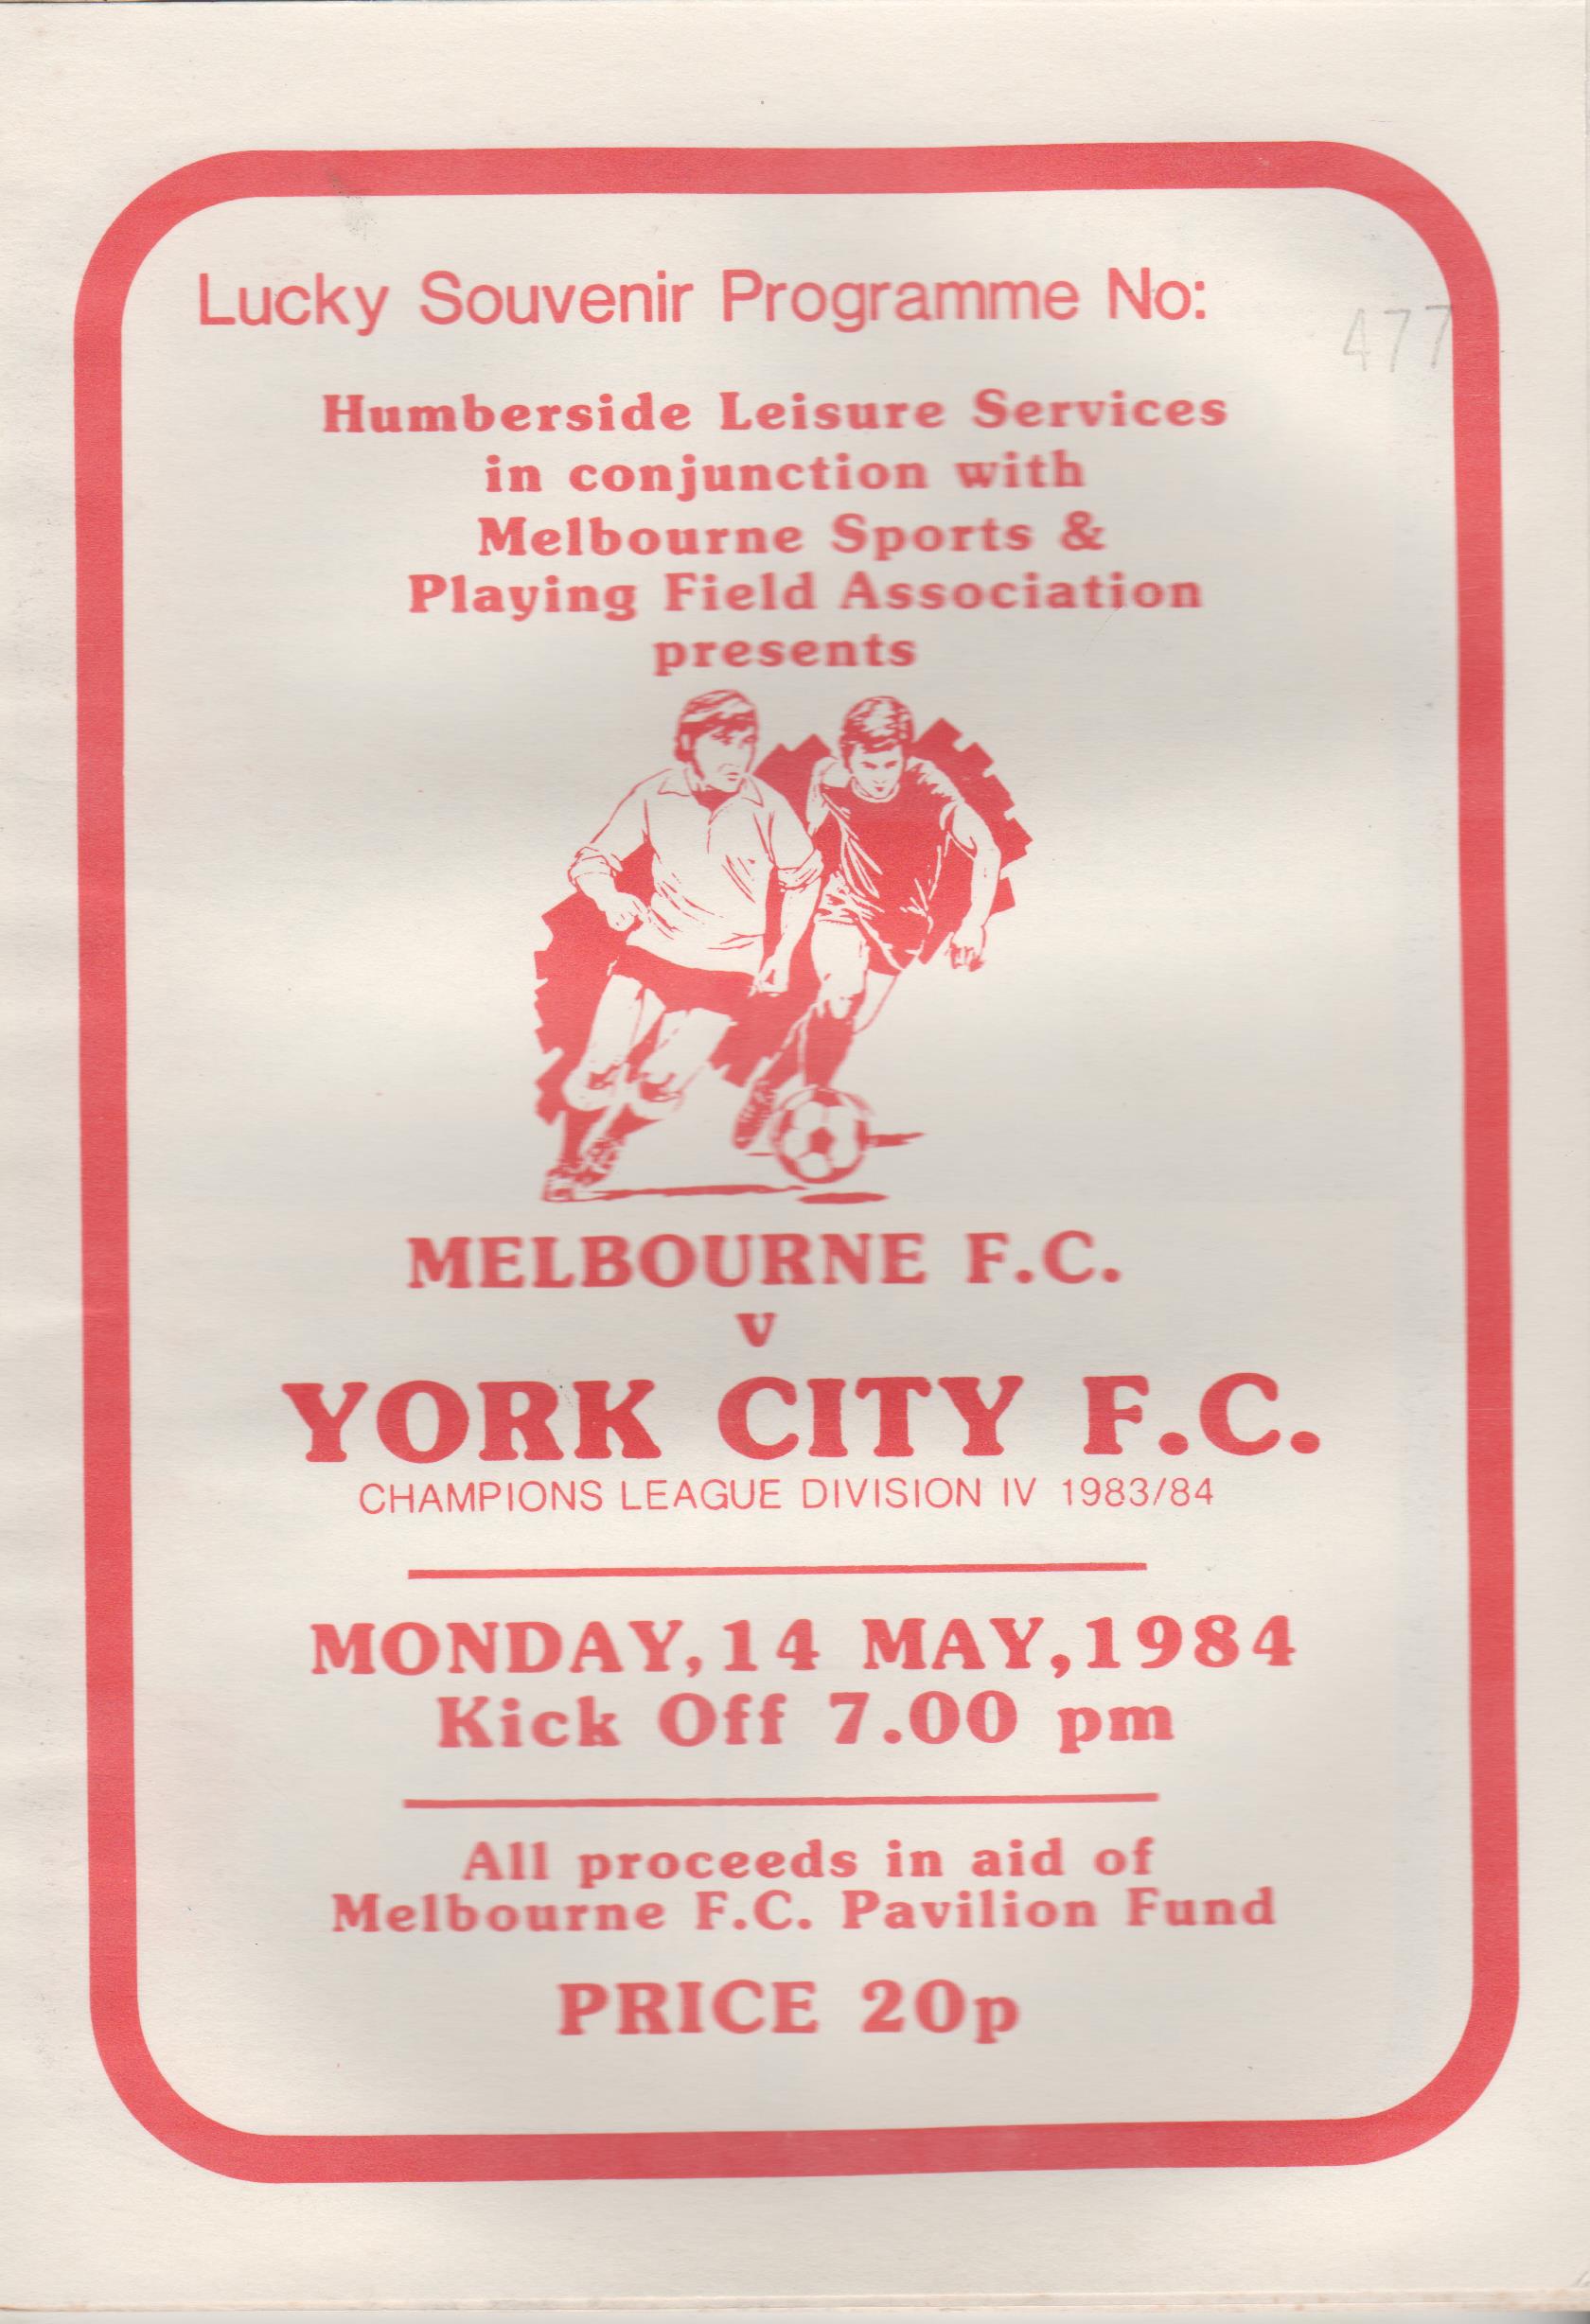 Lucky Souvenir Programme No: 477
Humberside Leisure Services
in conjunction with
Melbourne Sports &
Playing Field Association
presents
MELBOURNE F.C.
v
YORK CITY F.C.
CHAMPIONS LEAGUE DIVISION IV 1983/84
MONDAY,14 MAY,1984
Kick Off 7.00 pm
All proceeds in aid of
Melbourne F.C. Pavilion Fund
PRICE 20p